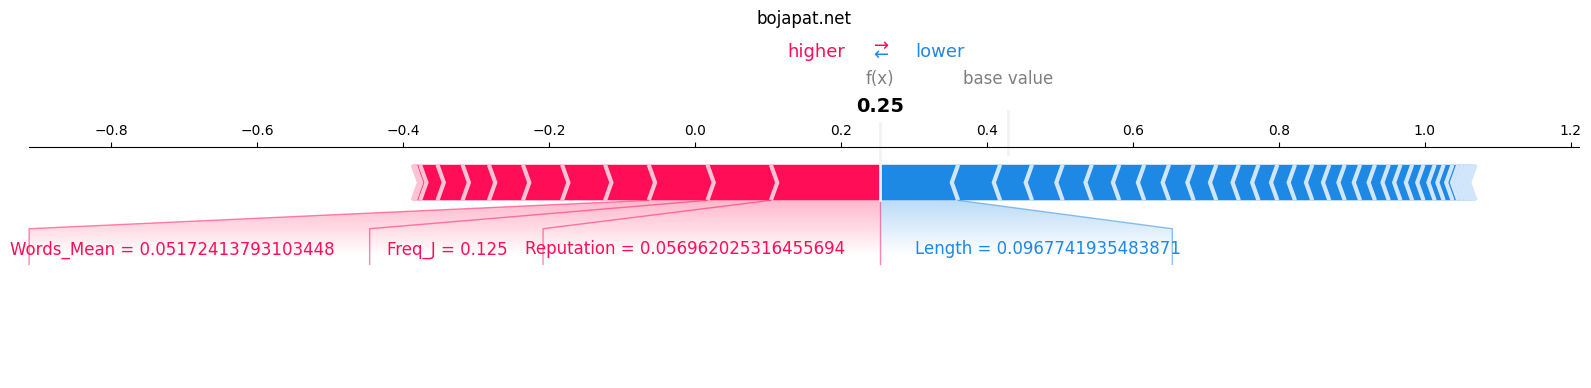 bojapat.net
higher → ← lower
f(x) base value
0.25
−0.8 −0.6 −0.4 −0.2 0.0 0.2 0.4 0.6 0.8 1.0 1.2
Words_Mean = 0.05172413793103448 Freq_J = 0.125 Reputation = 0.056962025316455694 Length = 0.0967741935483871